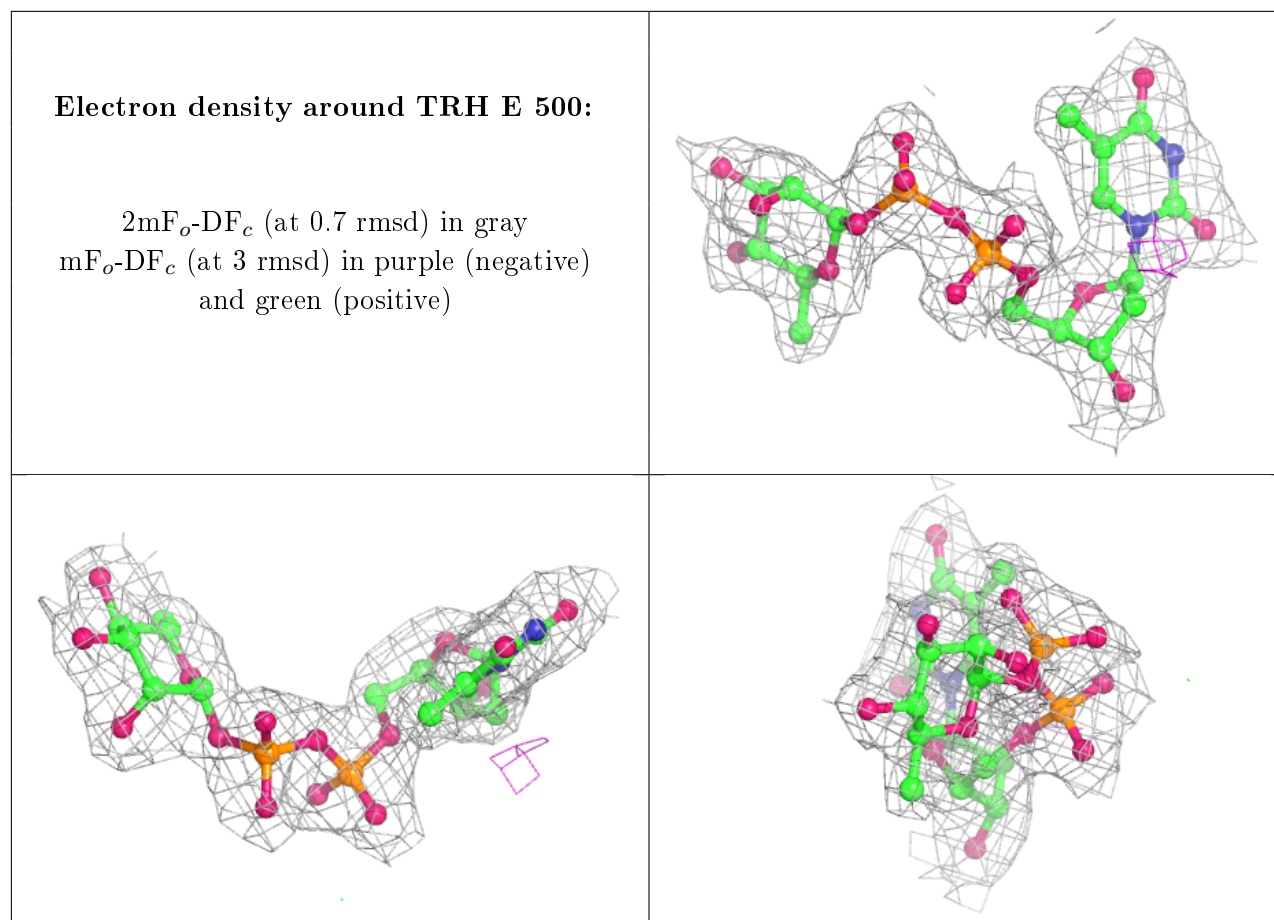 Electron density around TRH E 500:
2mFₒ-DF𝒸 (at 0.7 rmsd) in gray
mFₒ-DF𝒸 (at 3 rmsd) in purple (negative)
and green (positive)